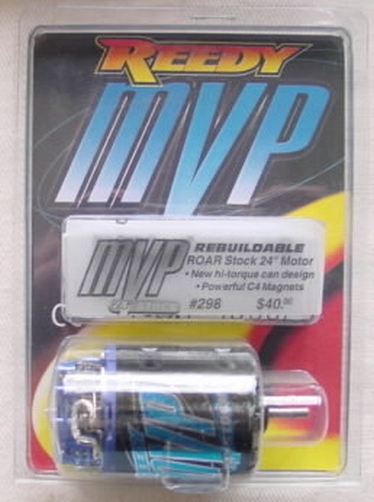 REEDY
MVP
MVP
REBUILDABLE
ROAR Stock 24° Motor
• New hi-torque can design
• Powerful C4 Magnets
#298 $40.00
MVP